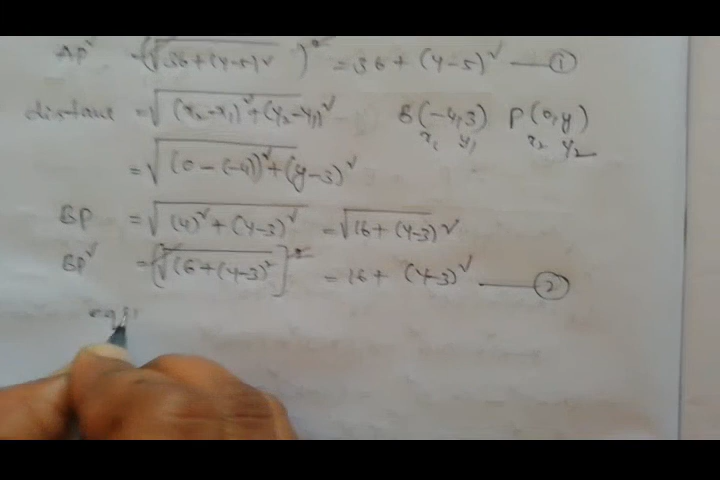 AP² = (√36+(y-5)²)² = 36 + (y-5)² — ①
distance = √(x₂-x₁)²+(y₂-y₁)² B(-4,3) P(0,y)
x₁ y₁ x₂ y₂
= √(0-(-4))²+(y-3)²
BP = √(4)²+(y-3)² = √16+(y-3)²
BP² = [√16+(y-3)²]² = 16+ (y-3)² — ②